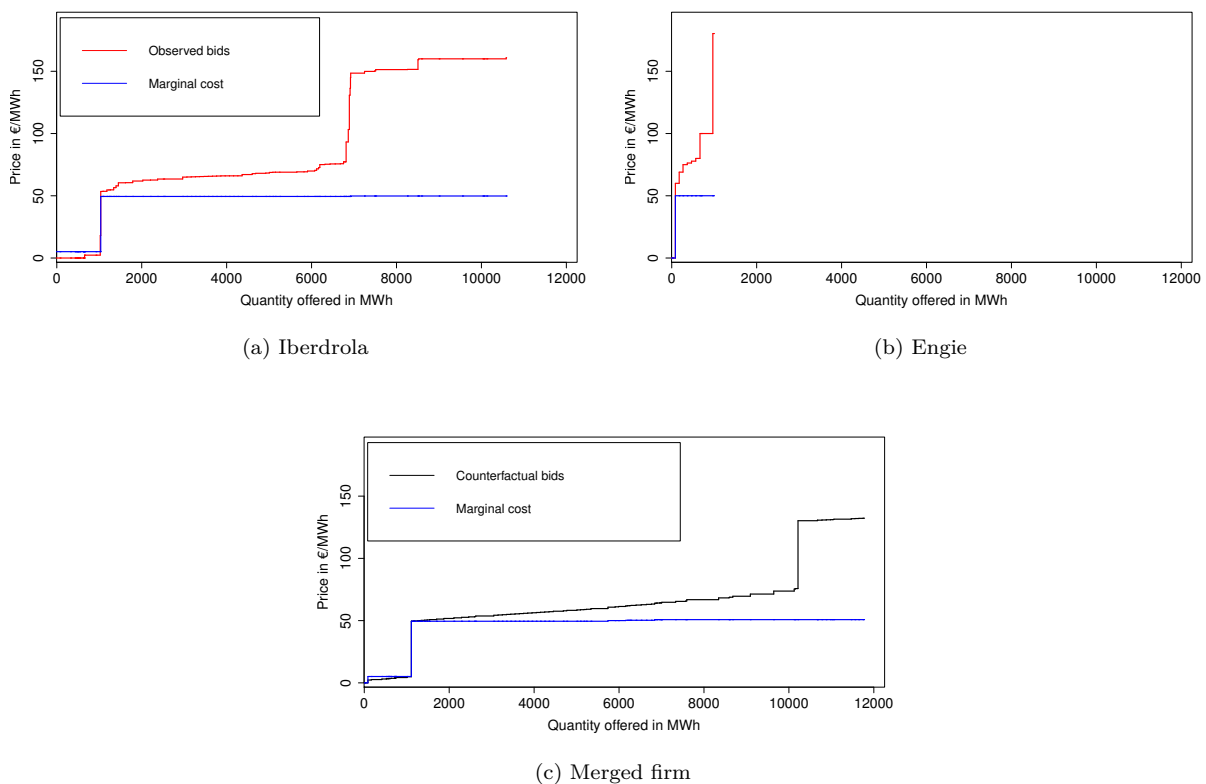 Observed bids
Marginal cost
Price in €/MWh
0
50
100
150
0
2000
4000
6000
8000
10000
12000
Quantity offered in MWh
(a) Iberdrola
Price in €/MWh
0
50
100
150
0
2000
4000
6000
8000
10000
12000
Quantity offered in MWh
(b) Engie
Counterfactual bids
Marginal cost
Price in €/MWh
0
50
100
150
0
2000
4000
6000
8000
10000
12000
Quantity offered in MWh
(c) Merged firm